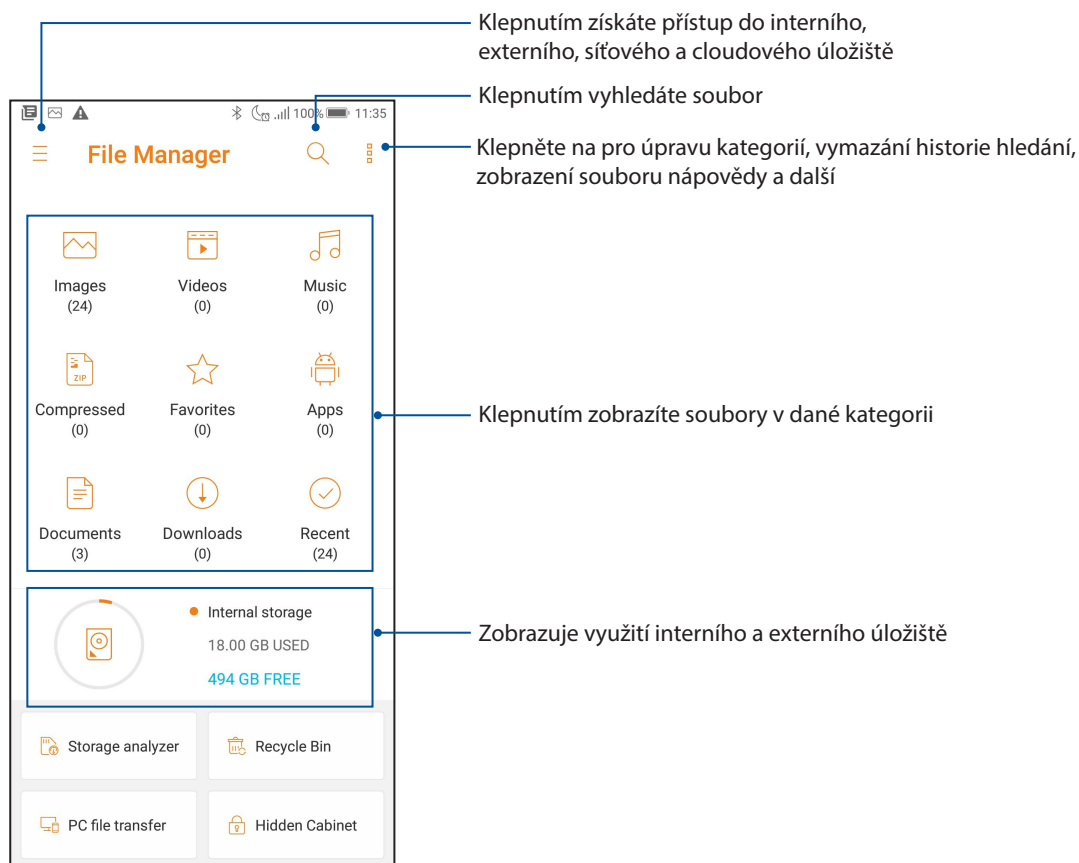 Klepnutím získáte přístup do interního,
externího, síťového a cloudového úložiště
Klepnutím vyhledáte soubor
100% 11:35
File Manager
Klepněte na pro úpravu kategorií, vymazání historie hledání,
zobrazení souboru nápovědy a další
Images Videos Music
(24) (0) (0)
ZIP
Compressed Favorites Apps
(0) (0) (0)
Klepnutím zobrazíte soubory v dané kategorii
Documents Downloads Recent
(3) (0) (24)
Internal storage
18.00 GB USED
494 GB FREE
Zobrazuje využití interního a externího úložiště
Storage analyzer Recycle Bin
PC file transfer Hidden Cabinet